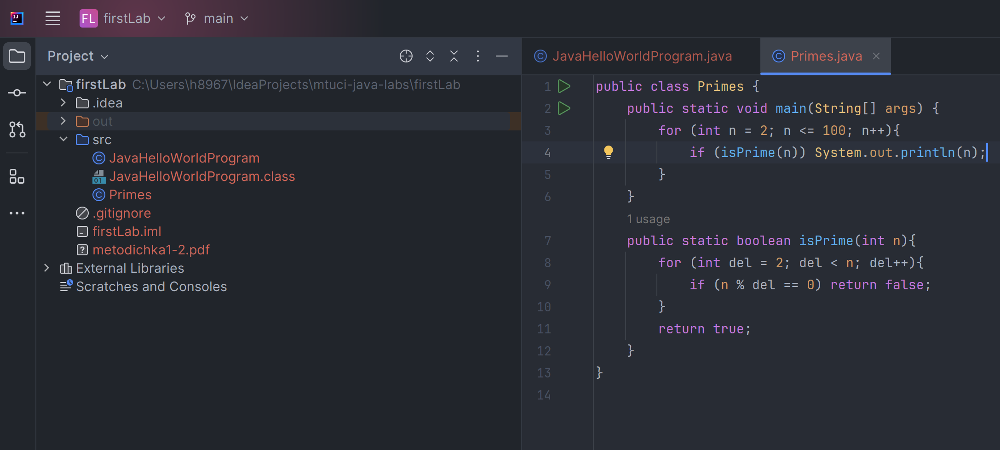 IJ
FL firstLab main
Project
firstLab C:\Users\h8967\IdeaProjects\mtuci-java-labs\firstLab
.idea
out
src
JavaHelloWorldProgram
01 JavaHelloWorldProgram.class
Primes
.gitignore
firstLab.iml
metodichka1-2.pdf
External Libraries
Scratches and Consoles
JavaHelloWorldProgram.java Primes.java
1 public class Primes {
2 public static void main(String[] args) {
3 for (int n = 2; n <= 100; n++){
4 if (isPrime(n)) System.out.println(n);
5 }
6 }
1 usage
7 public static boolean isPrime(int n){
8 for (int del = 2; del < n; del++){
9 if (n % del == 0) return false;
10 }
11 return true;
12 }
13 }
14